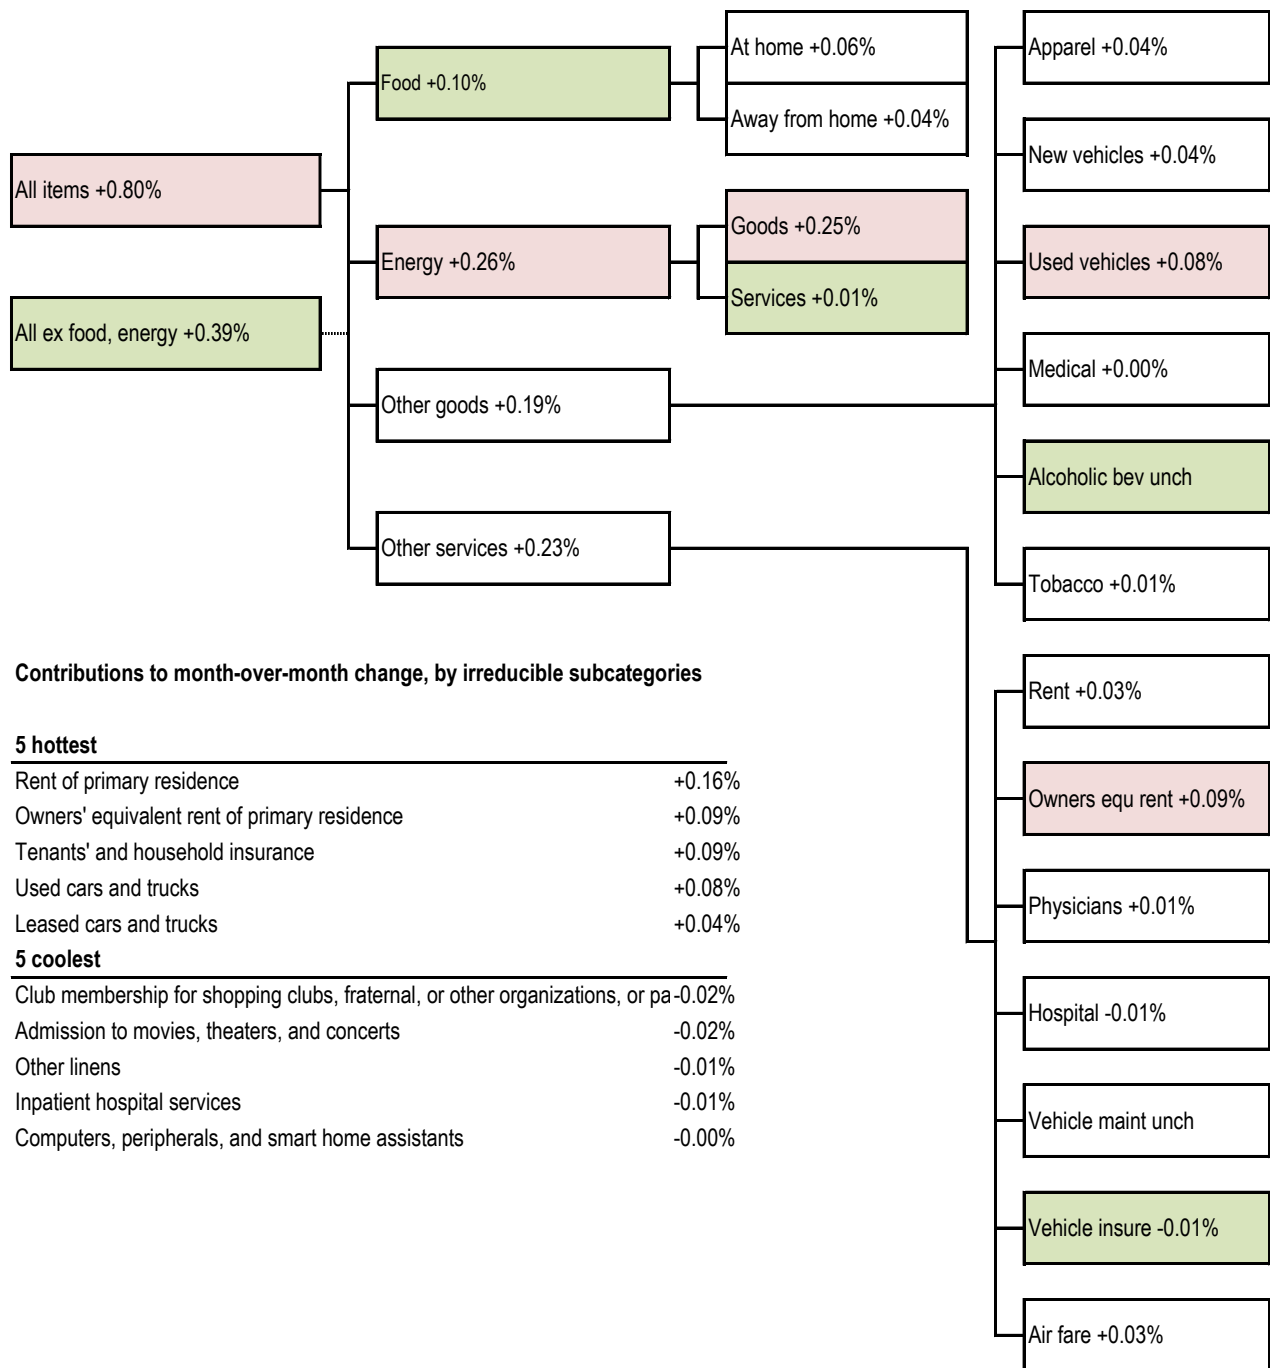 All items +0.80%
All ex food, energy +0.39%
Food +0.10%
Energy +0.26%
Other goods +0.19%
Other services +0.23%
At home +0.06%
Away from home +0.04%
Goods +0.25%
Services +0.01%
Apparel +0.04%
New vehicles +0.04%
Used vehicles +0.08%
Medical +0.00%
Alcoholic bev unch
Tobacco +0.01%
Rent +0.03%
Owners equ rent +0.09%
Physicians +0.01%
Hospital -0.01%
Vehicle maint unch
Vehicle insure -0.01%
Air fare +0.03%
Contributions to month-over-month change, by irreducible subcategories
5 hottest
Rent of primary residence +0.16%
Owners' equivalent rent of primary residence +0.09%
Tenants' and household insurance +0.09%
Used cars and trucks +0.08%
Leased cars and trucks +0.04%
5 coolest
Club membership for shopping clubs, fraternal, or other organizations, or pa -0.02%
Admission to movies, theaters, and concerts -0.02%
Other linens -0.01%
Inpatient hospital services -0.01%
Computers, peripherals, and smart home assistants -0.00%